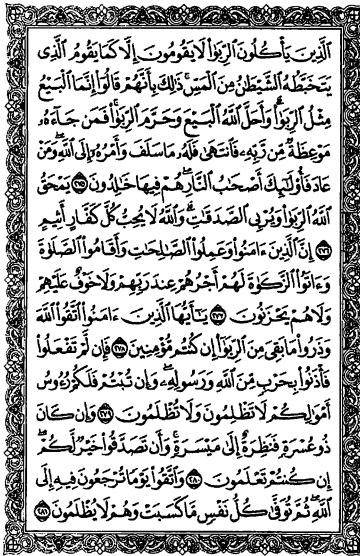 ٱلَّذِينَ يَأْكُلُونَ ٱلرِّبَوٰا۟ لَا يَقُومُونَ إِلَّا كَمَا يَقُومُ ٱلَّذِى
يَتَخَبَّطُهُ ٱلشَّيْطَٰنُ مِنَ ٱلْمَسِّ ۚ ذَٰلِكَ بِأَنَّهُمْ قَالُوٓا۟ إِنَّمَا ٱلْبَيْعُ
مِثْلُ ٱلرِّبَوٰا۟ ۗ وَأَحَلَّ ٱللَّهُ ٱلْبَيْعَ وَحَرَّمَ ٱلرِّبَوٰا۟ ۚ فَمَن جَآءَهُۥ
مَوْعِظَةٌ مِّن رَّبِّهِۦ فَٱنتَهَىٰ فَلَهُۥ مَا سَلَفَ وَأَمْرُهُۥٓ إِلَى ٱللَّهِ ۖ وَمَنْ
عَادَ فَأُو۟لَٰٓئِكَ أَصْحَٰبُ ٱلنَّارِ ۖ هُمْ فِيهَا خَٰلِدُونَ ٢٧٥ يَمْحَقُ
ٱللَّهُ ٱلرِّبَوٰا۟ وَيُرْبِى ٱلصَّدَقَٰتِ ۗ وَٱللَّهُ لَا يُحِبُّ كُلَّ كَفَّارٍ أَثِيمٍ
٢٧٦ إِنَّ ٱلَّذِينَ ءَامَنُوا۟ وَعَمِلُوا۟ ٱلصَّٰلِحَٰتِ وَأَقَامُوا۟ ٱلصَّلَوٰةَ
وَءَاتَوُا۟ ٱلزَّكَوٰةَ لَهُمْ أَجْرُهُمْ عِندَ رَبِّهِمْ وَلَا خَوْفٌ عَلَيْهِمْ
وَلَا هُمْ يَحْزَنُونَ ٢٧٧ يَٰٓأَيُّهَا ٱلَّذِينَ ءَامَنُوا۟ ٱتَّقُوا۟ ٱللَّهَ
وَذَرُوا۟ مَا بَقِىَ مِنَ ٱلرِّبَوٰٓا۟ إِن كُنتُم مُّؤْمِنِينَ ٢٧٨ فَإِن لَّمْ تَفْعَلُوا۟
فَأْذَنُوا۟ بِحَرْبٍ مِّنَ ٱللَّهِ وَرَسُولِهِۦ ۖ وَإِن تُبْتُمْ فَلَكُمْ رُءُوسُ
أَمْوَٰلِكُمْ لَا تَظْلِمُونَ وَلَا تُظْلَمُونَ ٢٧٩ وَإِن كَانَ
ذُو عُسْرَةٍ فَنَظِرَةٌ إِلَىٰ مَيْسَرَةٍ ۚ وَأَن تَصَدَّقُوا۟ خَيْرٌ لَّكُمْ ۖ
إِن كُنتُمْ تَعْلَمُونَ ٢٨٠ وَٱتَّقُوا۟ يَوْمًا تُرْجَعُونَ فِيهِ إِلَى
ٱللَّهِ ۖ ثُمَّ تُوَفَّىٰ كُلُّ نَفْسٍ مَّا كَسَبَتْ وَهُمْ لَا يُظْلَمُونَ ٢٨١